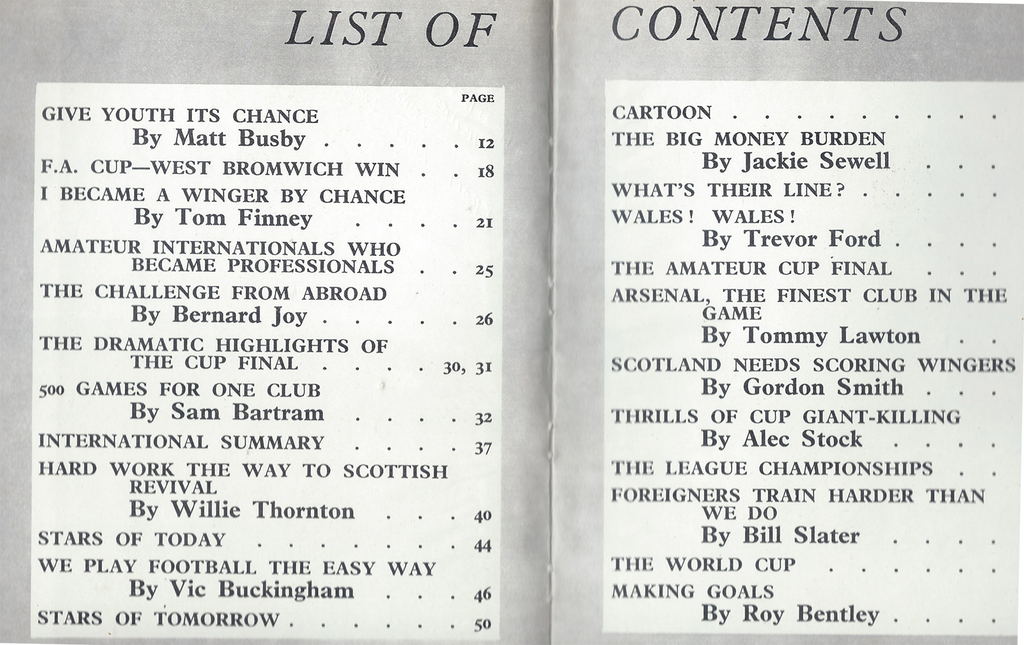 LIST OF
PAGE
GIVE YOUTH ITS CHANCE
By Matt Busby . . . . . 12
F.A. CUP—WEST BROMWICH WIN . . 18
I BECAME A WINGER BY CHANCE
By Tom Finney . . . . 21
AMATEUR INTERNATIONALS WHO
BECAME PROFESSIONALS . . 25
THE CHALLENGE FROM ABROAD
By Bernard Joy . . . . . 26
THE DRAMATIC HIGHLIGHTS OF
THE CUP FINAL . . . . 30, 31
500 GAMES FOR ONE CLUB
By Sam Bartram . . . . 32
INTERNATIONAL SUMMARY . . . . 37
HARD WORK THE WAY TO SCOTTISH
REVIVAL
By Willie Thornton . . . 40
STARS OF TODAY . . . . . . . 44
WE PLAY FOOTBALL THE EASY WAY
By Vic Buckingham . . . 46
STARS OF TOMORROW . . . . . . 50
CONTENTS
CARTOON . . . . . . . . .
THE BIG MONEY BURDEN
By Jackie Sewell . . .
WHAT'S THEIR LINE? . . . . .
WALES! WALES!
By Trevor Ford . . . .
THE AMATEUR CUP FINAL . . .
ARSENAL, THE FINEST CLUB IN THE
GAME
By Tommy Lawton . .
SCOTLAND NEEDS SCORING WINGERS
By Gordon Smith . . .
THRILLS OF CUP GIANT-KILLING
By Alec Stock . . . .
THE LEAGUE CHAMPIONSHIPS . .
FOREIGNERS TRAIN HARDER THAN
WE DO
By Bill Slater . . . .
THE WORLD CUP . . . . . .
MAKING GOALS
By Roy Bentley . . . .